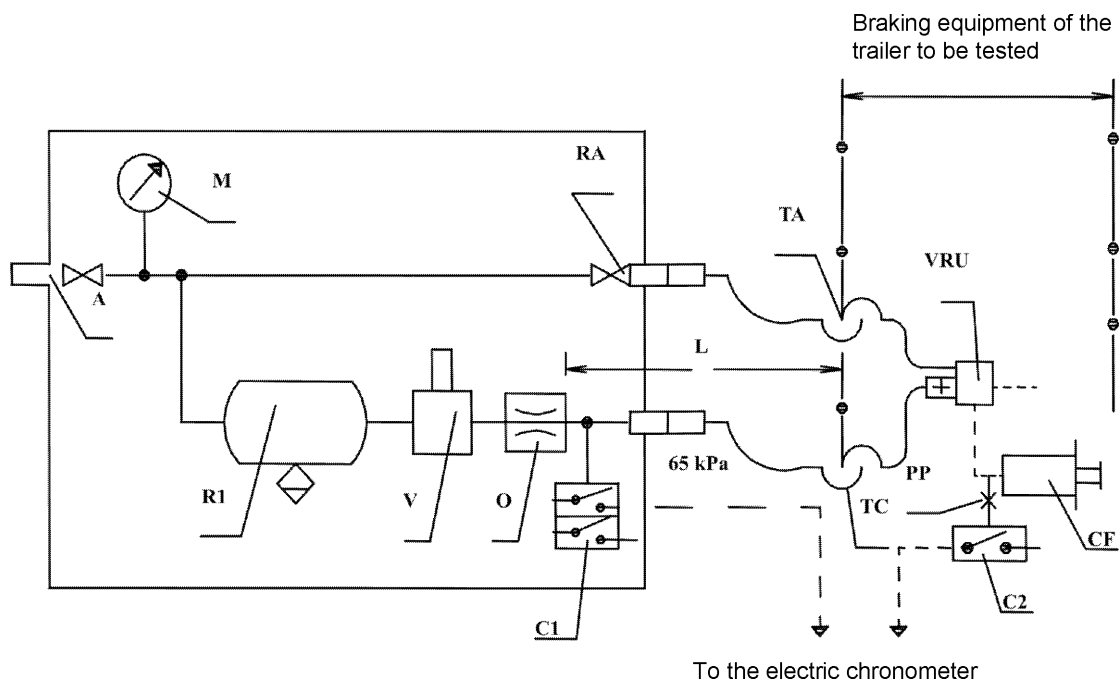 Braking equipment of the
trailer to be tested
RA
M
TA
VRU
A
L
65 kPa
PP
R1
V
O
TC
CF
C2
C1
To the electric chronometer